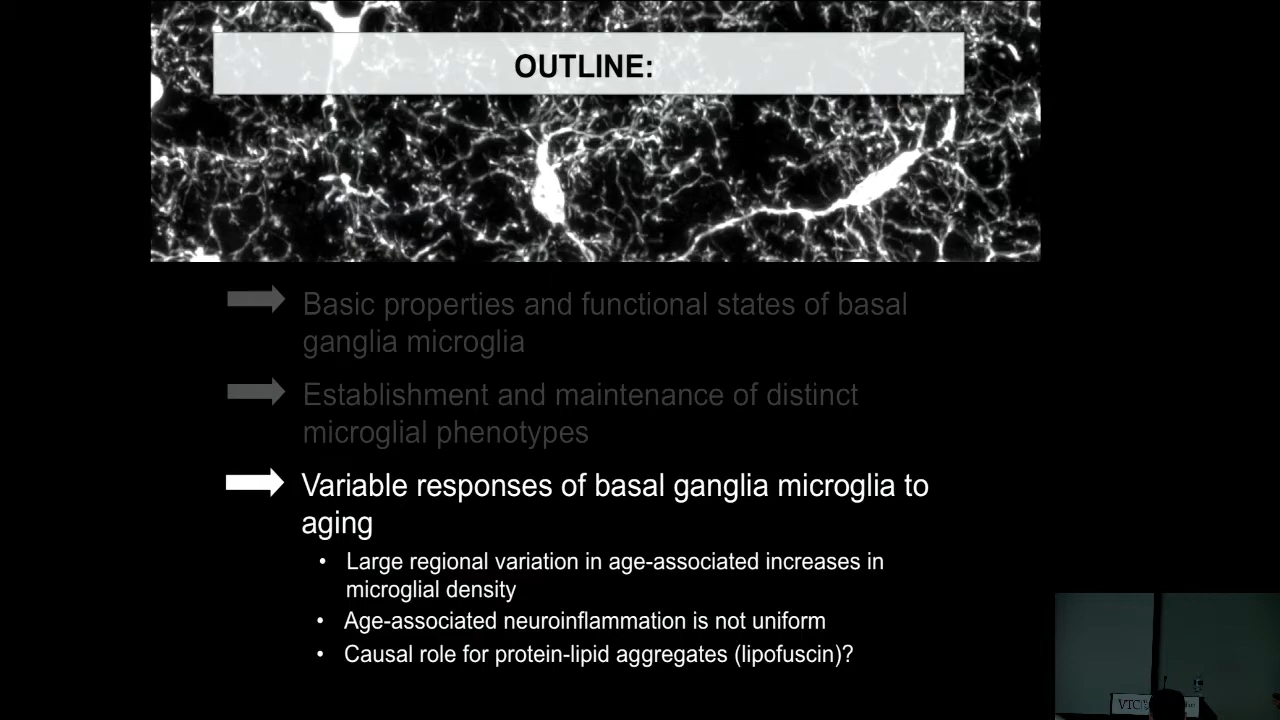 OUTLINE:
Basic properties and functional states of basal
ganglia microglia
Establishment and maintenance of distinct
microglial phenotypes
Variable responses of basal ganglia microglia to
aging
• Large regional variation in age-associated increases in
microglial density
• Age-associated neuroinflammation is not uniform
• Causal role for protein-lipid aggregates (lipofuscin)?
VTC